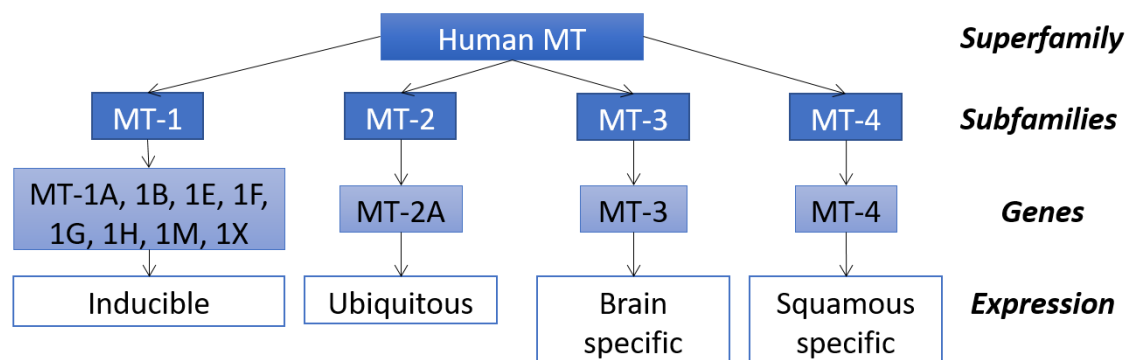 Human MT
Superfamily
MT-1
MT-2
MT-3
MT-4
Subfamilies
MT-1A, 1B, 1E, 1F,
1G, 1H, 1M, 1X
MT-2A
MT-3
MT-4
Genes
Inducible
Ubiquitous
Brain
specific
Squamous
specific
Expression